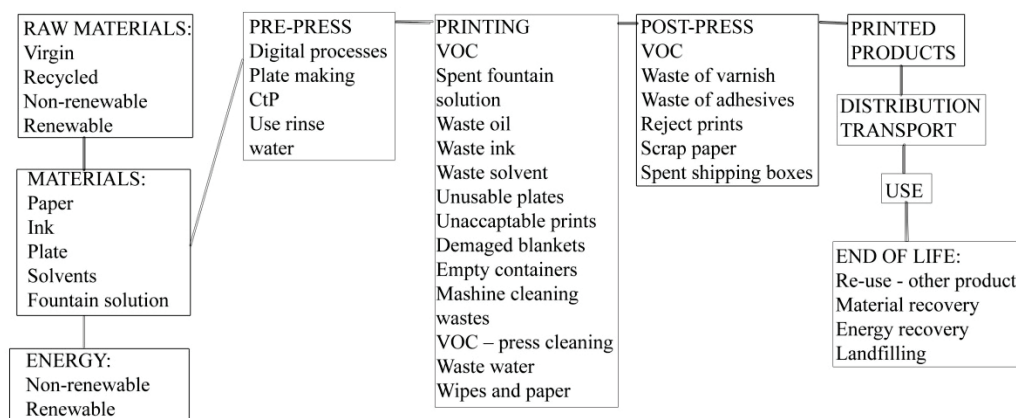 RAW MATERIALS:
Virgin
Recycled
Non-renewable
Renewable
MATERIALS:
Paper
Ink
Plate
Solvents
Fountain solution
ENERGY:
Non-renewable
Renewable
PRE-PRESS
Digital processes
Plate making
CtP
Use rinse
water
PRINTING
VOC
Spent fountain
solution
Waste oil
Waste ink
Waste solvent
Unusable plates
Unaccaptable prints
Demaged blankets
Empty containers
Mashine cleaning
wastes
VOC – press cleaning
Waste water
Wipes and paper
POST-PRESS
VOC
Waste of varnish
Waste of adhesives
Reject prints
Scrap paper
Spent shipping boxes
PRINTED
PRODUCTS
DISTRIBUTION
TRANSPORT
USE
END OF LIFE:
Re-use - other product
Material recovery
Energy recovery
Landfilling